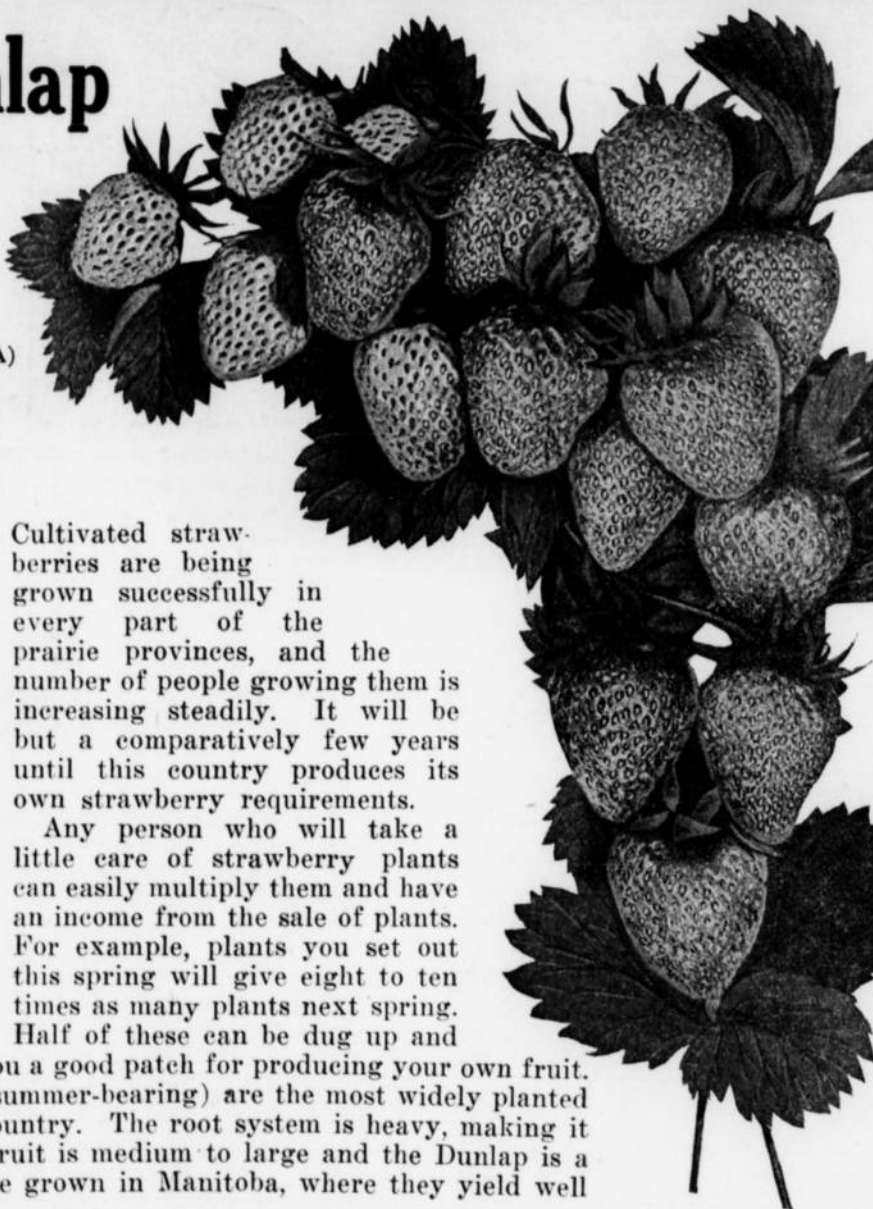 lap
A)
Cultivated straw-
berries are being
grown successfully in
every part of the
prairie provinces, and the
number of people growing them is
increasing steadily. It will be
but a comparatively few years
until this country produces its
own strawberry requirements.
Any person who will take a
little care of strawberry plants
can easily multiply them and have
an income from the sale of plants.
For example, plants you set out
this spring will give eight to ten
times as many plants next spring.
Half of these can be dug up and
ou a good patch for producing your own fruit.
summer-bearing) are the most widely planted
ountry. The root system is heavy, making it
ruit is medium to large and the Dunlap is a
e grown in Manitoba, where they yield well